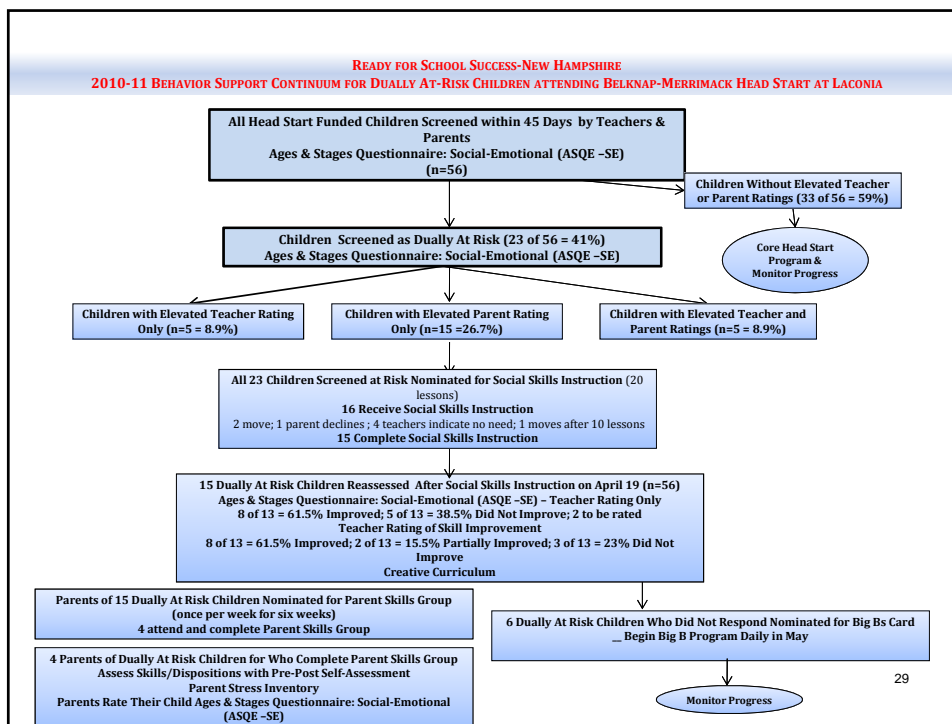 READY FOR SCHOOL SUCCESS-NEW HAMPSHIRE
2010-11 BEHAVIOR SUPPORT CONTINUUM FOR DUALLY AT-RISK CHILDREN ATTENDING BELKNAP-MERRIMACK HEAD START AT LACONIA
All Head Start Funded Children Screened within 45 Days by Teachers &
Parents
Ages & Stages Questionnaire: Social-Emotional (ASQE –SE)
(n=56)
Children Without Elevated Teacher
or Parent Ratings (33 of 56 = 59%)
Core Head Start
Program &
Monitor Progress
Children Screened as Dually At Risk (23 of 56 = 41%)
Ages & Stages Questionnaire: Social-Emotional (ASQE –SE)
Children with Elevated Teacher Rating
Only (n=5 = 8.9%)
Children with Elevated Parent Rating
Only (n=15 =26.7%)
Children with Elevated Teacher and
Parent Ratings (n=5 = 8.9%)
All 23 Children Screened at Risk Nominated for Social Skills Instruction (20
lessons)
16 Receive Social Skills Instruction
2 move; 1 parent declines ; 4 teachers indicate no need; 1 moves after 10 lessons
15 Complete Social Skills Instruction
15 Dually At Risk Children Reassessed After Social Skills Instruction on April 19 (n=56)
Ages & Stages Questionnaire: Social-Emotional (ASQE –SE) – Teacher Rating Only
8 of 13 = 61.5% Improved; 5 of 13 = 38.5% Did Not Improve; 2 to be rated
Teacher Rating of Skill Improvement
8 of 13 = 61.5% Improved; 2 of 13 = 15.5% Partially Improved; 3 of 13 = 23% Did Not
Improve
Creative Curriculum
Parents of 15 Dually At Risk Children Nominated for Parent Skills Group
(once per week for six weeks)
4 attend and complete Parent Skills Group
6 Dually At Risk Children Who Did Not Respond Nominated for Big Bs Card
__ Begin Big B Program Daily in May
4 Parents of Dually At Risk Children for Who Complete Parent Skills Group
Assess Skills/Dispositions with Pre-Post Self-Assessment
Parent Stress Inventory
Parents Rate Their Child Ages & Stages Questionnaire: Social-Emotional
(ASQE –SE)
Monitor Progress
29